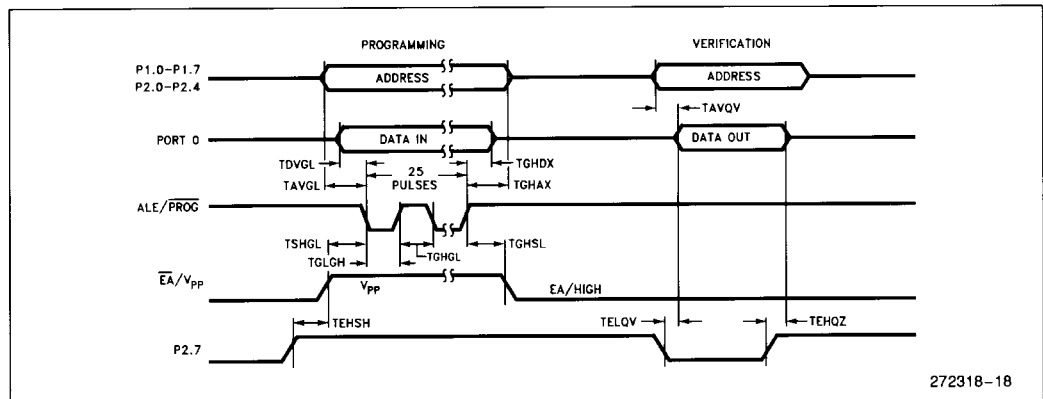 PROGRAMMING
VERIFICATION
P1.0–P1.7
P2.0–P2.4
ADDRESS
ADDRESS
TAVQV
PORT 0
DATA IN
DATA OUT
TDVGL
25
PULSES
TGHDX
TAVGL
TGHAX
ALE/PROG
TSHGL
TGHGL
TGHSL
TGLGH
EA/VPP
VPP
EA/HIGH
TEHSH
TELQV
TEHQZ
P2.7
272318–18